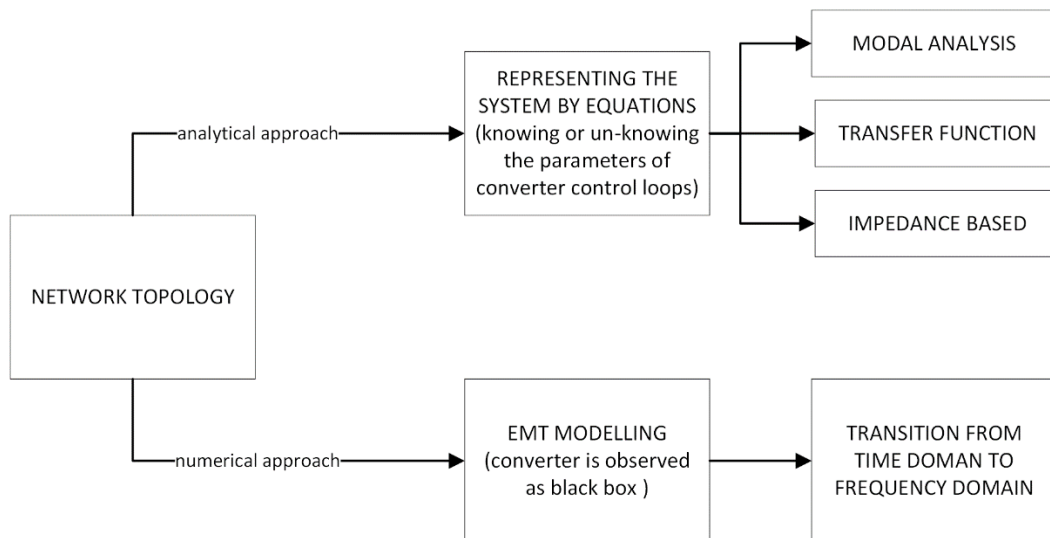 NETWORK TOPOLOGY
analytical approach
REPRESENTING THE
SYSTEM BY EQUATIONS
(knowing or un-knowing
the parameters of
converter control loops)
MODAL ANALYSIS
TRANSFER FUNCTION
IMPEDANCE BASED
numerical approach
EMT MODELLING
(converter is observed
as black box )
TRANSITION FROM
TIME DOMAN TO
FREQUENCY DOMAIN